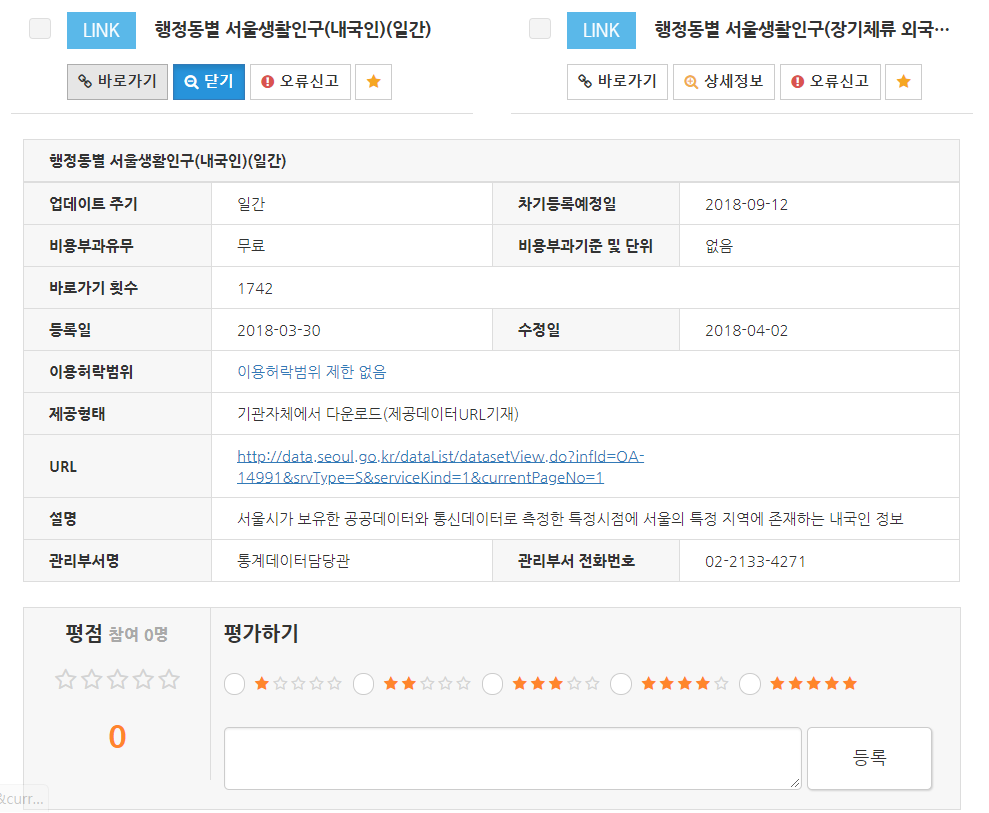 LINK 행정동별 서울생활인구(내국인)(일간)
바로가기 닫기 오류신고
LINK 행정동별 서울생활인구(장기체류 외국…
바로가기 상세정보 오류신고
행정동별 서울생활인구(내국인)(일간)
업데이트 주기 일간 차기등록예정일 2018-09-12
비용부과유무 무료 비용부과기준 및 단위 없음
바로가기 횟수 1742
등록일 2018-03-30 수정일 2018-04-02
이용허락범위 이용허락범위 제한 없음
제공형태 기관자체에서 다운로드(제공데이터URL기재)
URL http://data.seoul.go.kr/dataList/datasetView.do?infId=OA-
14991&srvType=S&serviceKind=1&currentPageNo=1
설명 서울시가 보유한 공공데이터와 통신데이터로 측정한 특정시점에 서울의 특정 지역에 존재하는 내국인 정보
관리부서명 통계데이터담당관 관리부서 전화번호 02-2133-4271
평점 참여 0명
0
평가하기
등록
&curr...